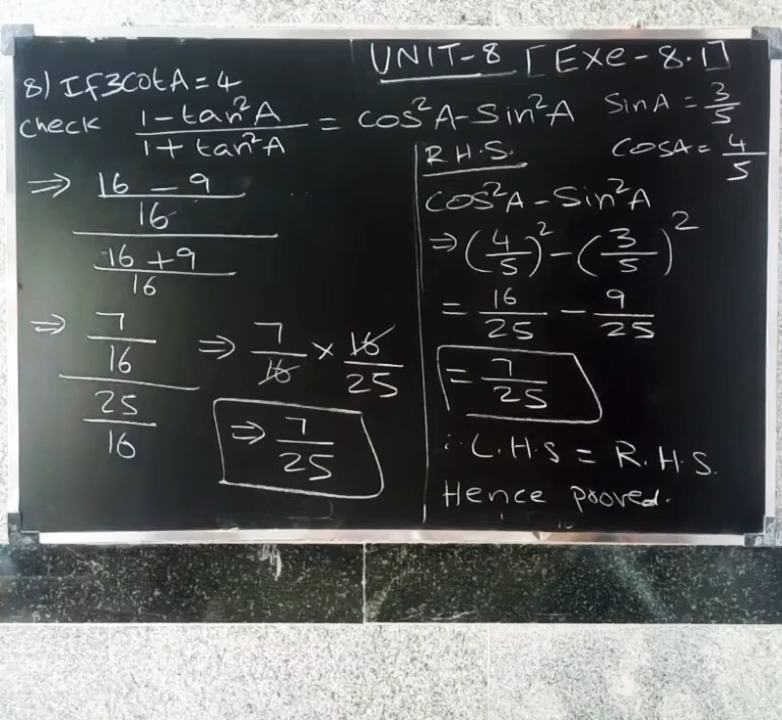 UNIT-8 [Exe-8.1]
8) If 3CotA = 4
check (1 - tan²A)/(1 + tan²A) = cos²A - Sin²A
SinA = 3/5
COSA = 4/5
⇒ ((16 - 9)/16)/((16 + 9)/16)
⇒ (7/16)/(25/16) ⇒ 7/16 × 16/25
⇒ 7/25
R.H.S.
cos²A - Sin²A
⇒ (4/5)² - (3/5)²
= 16/25 - 9/25
= 7/25
∴ L.H.S = R.H.S.
Hence proved.